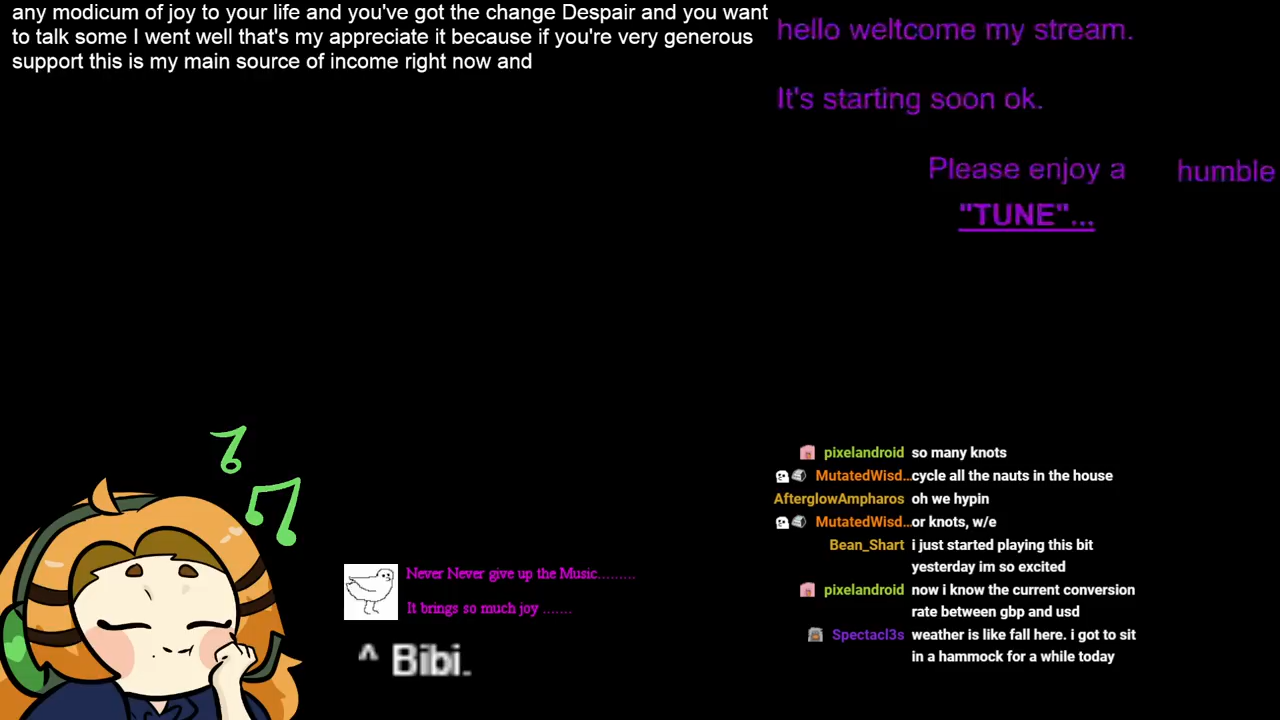 any modicum of joy to your life and you've got the change Despair and you want
to talk some I went well that's my appreciate it because if you're very generous
support this is my main source of income right now and
hello weltcome my stream.
It's starting soon ok.
Please enjoy a humble
"TUNE"...
pixelandroid so many knots
MutatedWisd...cycle all the nauts in the house
AfterglowAmpharos oh we hypin
MutatedWisd...or knots, w/e
Bean_Shart i just started playing this bit
yesterday im so excited
pixelandroid now i know the current conversion
rate between gbp and usd
Spectacl3s weather is like fall here. i got to sit
in a hammock for a while today
Never Never give up the Music.........
It brings so much joy .......
^ Bibi.